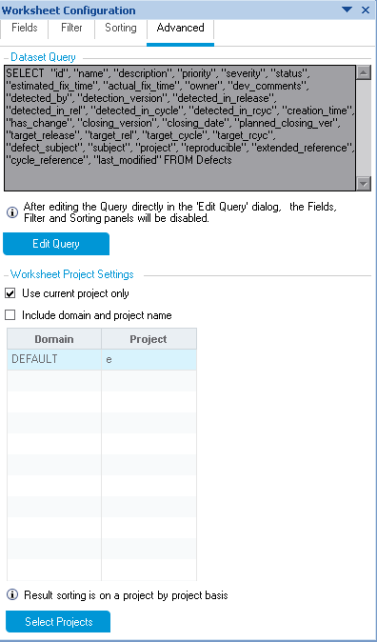 Worksheet Configuration
Fields Filter Sorting Advanced
Dataset Query
SELECT "id", "name", "description", "priority", "severity", "status",
"estimated_fix_time", "actual_fix_time", "owner", "dev_comments",
"detected_by", "detection_version", "detected_in_release",
"detected_in_rel", "detected_in_cycle", "detected_in_rcyc", "creation_time",
"has_change", "closing_version", "closing_date", "planned_closing_ver",
"target_release", "target_rel", "target_cycle", "target_rcyc",
"defect_subject", "subject", "project", "reproducible", "extended_reference",
"cycle_reference", "last_modified" FROM Defects
After editing the Query directly in the 'Edit Query' dialog, the Fields,
Filter and Sorting panels will be disabled.
Edit Query
Worksheet Project Settings
Use current project only
Include domain and project name
Domain Project
DEFAULT e
Result sorting is on a project by project basis
Select Projects